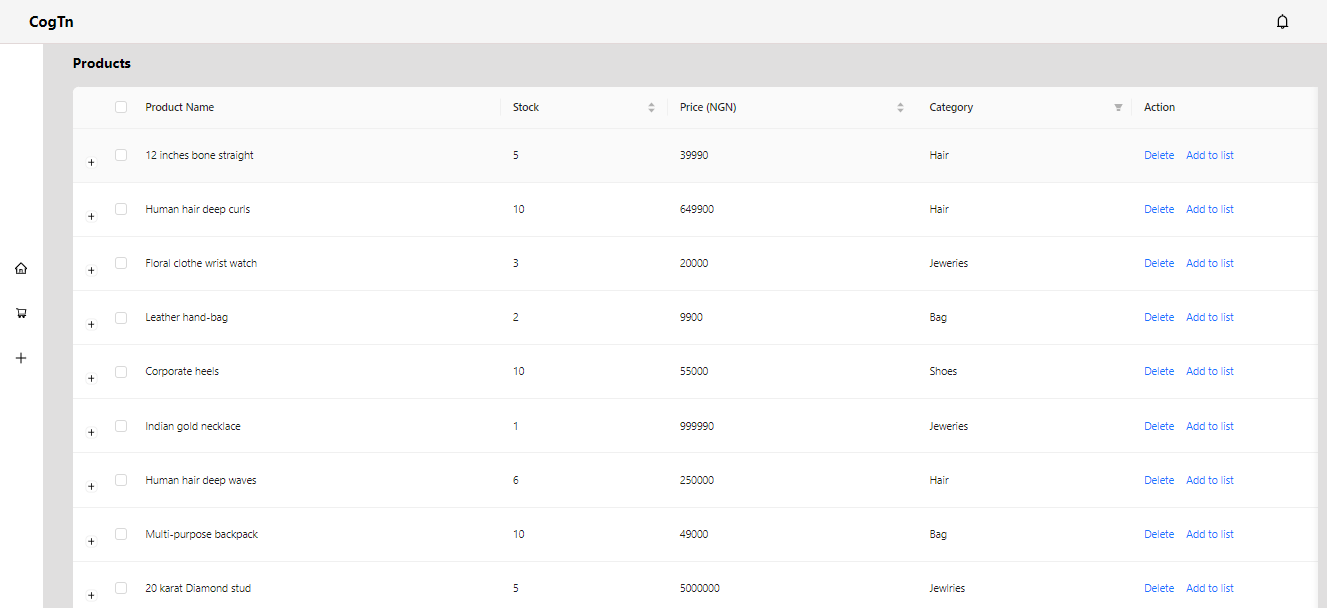 CogTn
Products
Product Name Stock Price (NGN) Category Action
12 inches bone straight 5 39990 Hair Delete Add to list
Human hair deep curls 10 649900 Hair Delete Add to list
Floral clothe wrist watch 3 20000 Jeweries Delete Add to list
Leather hand-bag 2 9900 Bag Delete Add to list
Corporate heels 10 55000 Shoes Delete Add to list
Indian gold necklace 1 999990 Jeweries Delete Add to list
Human hair deep waves 6 250000 Hair Delete Add to list
Multi-purpose backpack 10 49000 Bag Delete Add to list
20 karat Diamond stud 5 5000000 Jewlries Delete Add to list